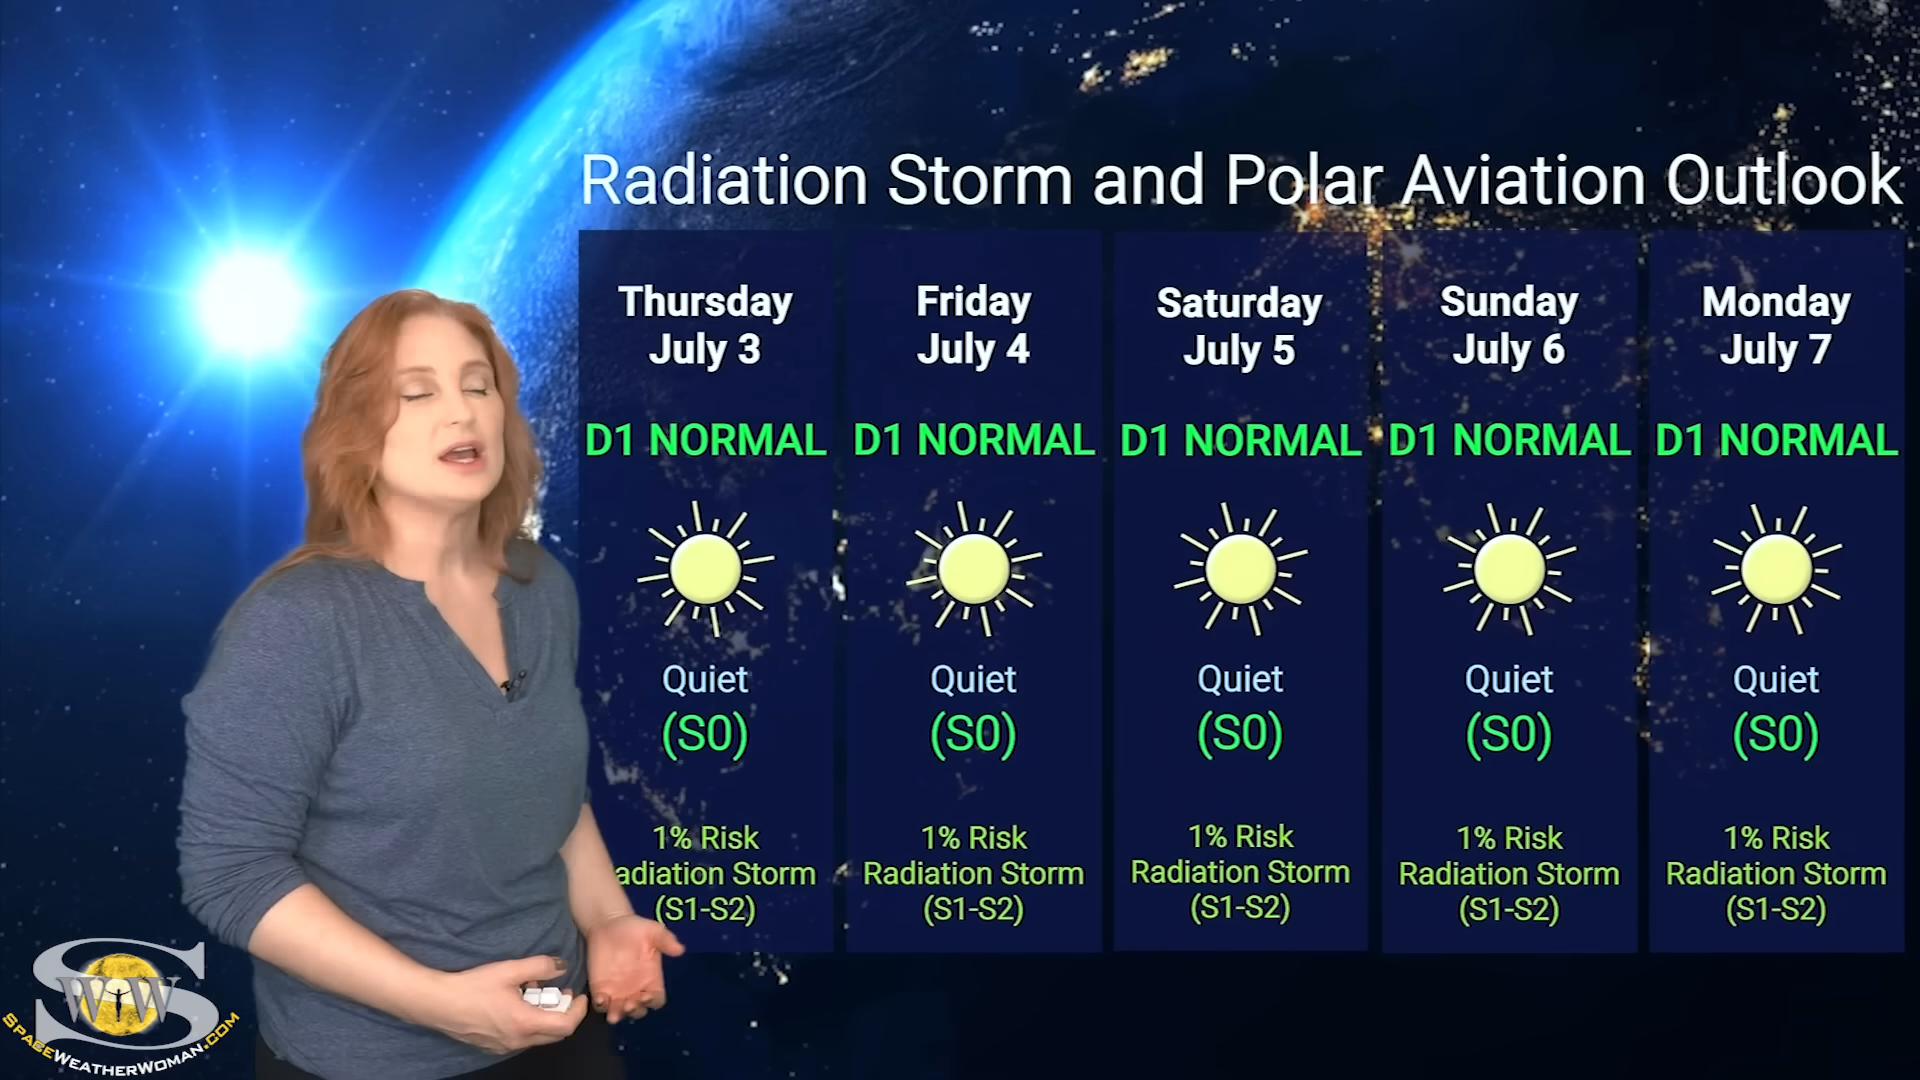 Radiation Storm and Polar Aviation Outlook
Thursday
July 3
D1 NORMAL
Quiet
(S0)
1% Risk
adiation Storm
(S1-S2)
Friday
July 4
D1 NORMAL
Quiet
(S0)
1% Risk
Radiation Storm
(S1-S2)
Saturday
July 5
D1 NORMAL
Quiet
(S0)
1% Risk
Radiation Storm
(S1-S2)
Sunday
July 6
D1 NORMAL
Quiet
(S0)
1% Risk
Radiation Storm
(S1-S2)
Monday
July 7
D1 NORMAL
Quiet
(S0)
1% Risk
Radiation Storm
(S1-S2)
SWW
SPACEWEATHERWOMAN.COM